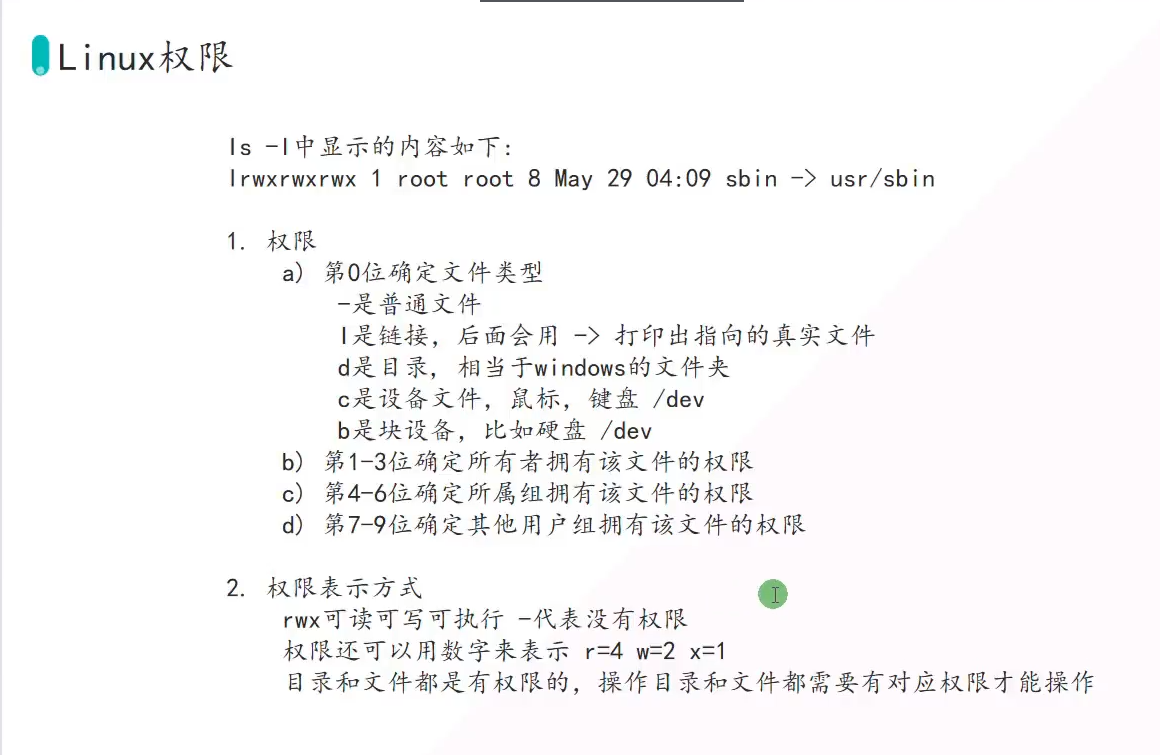 Linux权限
ls -l中显示的内容如下:
lrwxrwxrwx 1 root root 8 May 29 04:09 sbin -> usr/sbin
1. 权限
a) 第0位确定文件类型
-是普通文件
l是链接, 后面会用 -> 打印出指向的真实文件
d是目录, 相当于windows的文件夹
c是设备文件, 鼠标, 键盘 /dev
b是块设备, 比如硬盘 /dev
b) 第1-3位确定所有者拥有该文件的权限
c) 第4-6位确定所属组拥有该文件的权限
d) 第7-9位确定其他用户组拥有该文件的权限
2. 权限表示方式
rwx可读可写可执行 -代表没有权限
权限还可以用数字来表示 r=4 w=2 x=1
目录和文件都是有权限的, 操作目录和文件都需要有对应权限才能操作